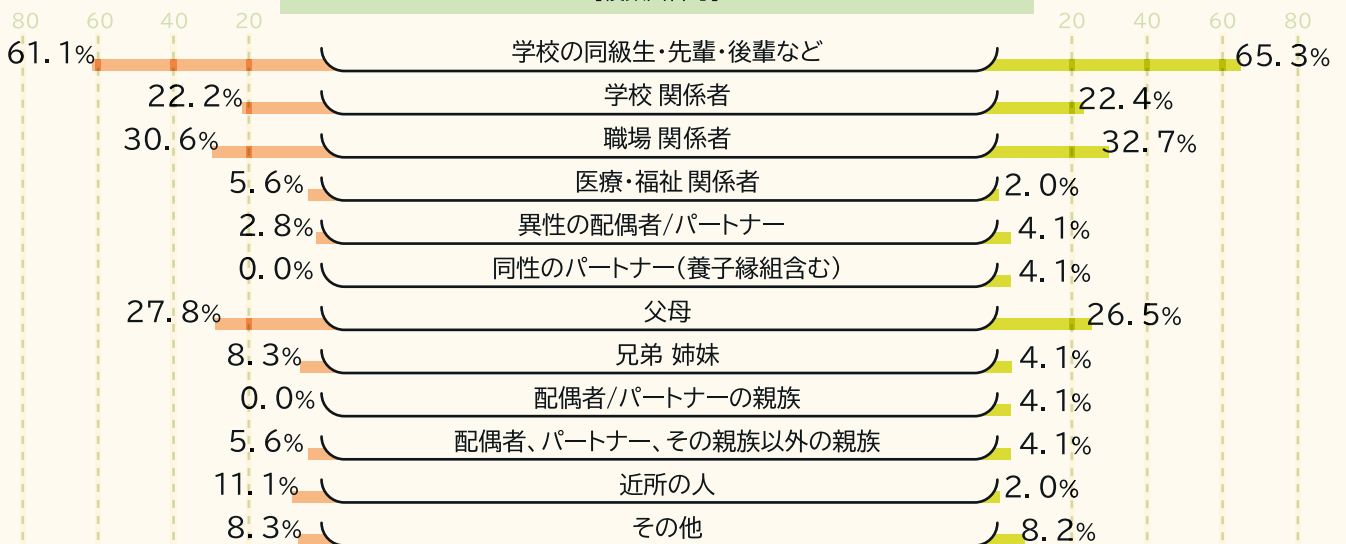 80 60 40 20 20 40 60 80
61.1% 学校の同級生・先輩・後輩など 65.3%
22.2% 学校 関係者 22.4%
30.6% 職場 関係者 32.7%
5.6% 医療・福祉 関係者 2.0%
2.8% 異性の配偶者/パートナー 4.1%
0.0% 同性のパートナー(養子縁組含む) 4.1%
27.8% 父母 26.5%
8.3% 兄弟 姉妹 4.1%
0.0% 配偶者/パートナーの親族 4.1%
5.6% 配偶者、パートナー、その親族以外の親族 4.1%
11.1% 近所の人 2.0%
8.3% その他 8.2%